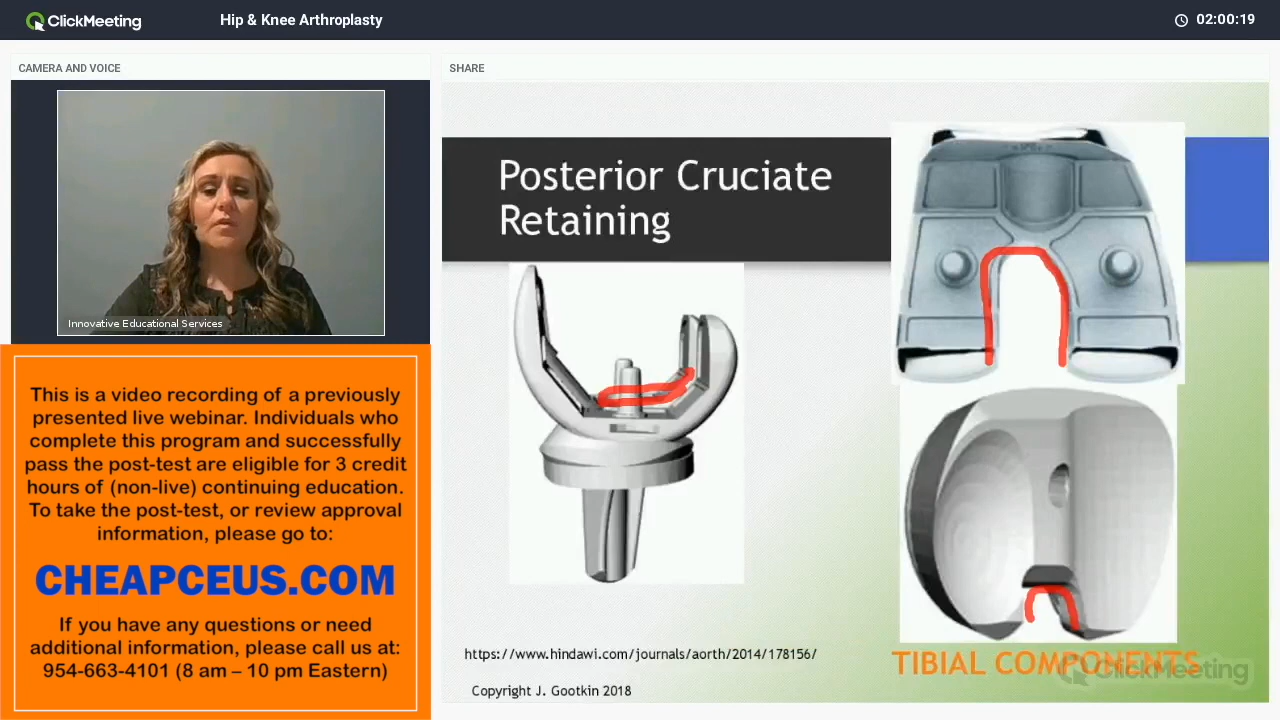 ClickMeeting
Hip & Knee Arthroplasty
02:00:19
CAMERA AND VOICE
Innovative Educational Services
This is a video recording of a previously
presented live webinar. Individuals who
complete this program and successfully
pass the post-test are eligible for 3 credit
hours of (non-live) continuing education.
To take the post-test, or review approval
information, please go to:
CHEAPCEUS.COM
If you have any questions or need
additional information, please call us at:
954-663-4101 (8 am – 10 pm Eastern)
SHARE
Posterior Cruciate
Retaining
https://www.hindawi.com/journals/aorth/2014/178156/
Copyright J. Gootkin 2018
TIBIAL COMPONENTS
ClickMeeting